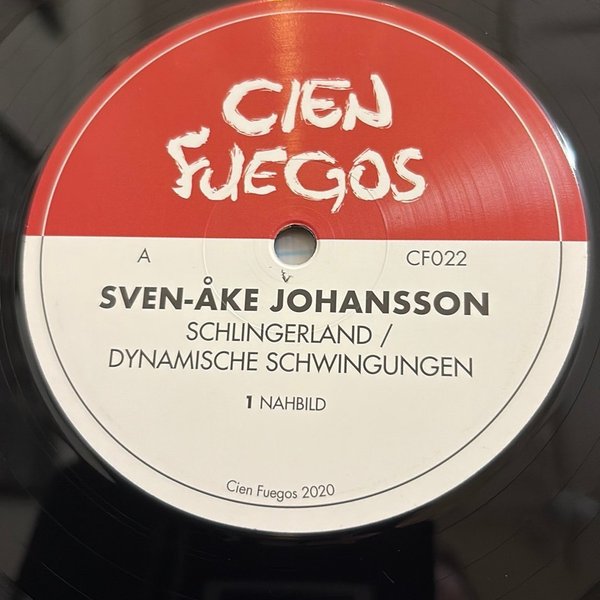 CIEN
FUEGOS
A CF022
SVEN-ÅKE JOHANSSON
SCHLINGERLAND /
DYNAMISCHE SCHWINGUNGEN
1 NAHBILD
Cien Fuegos 2020